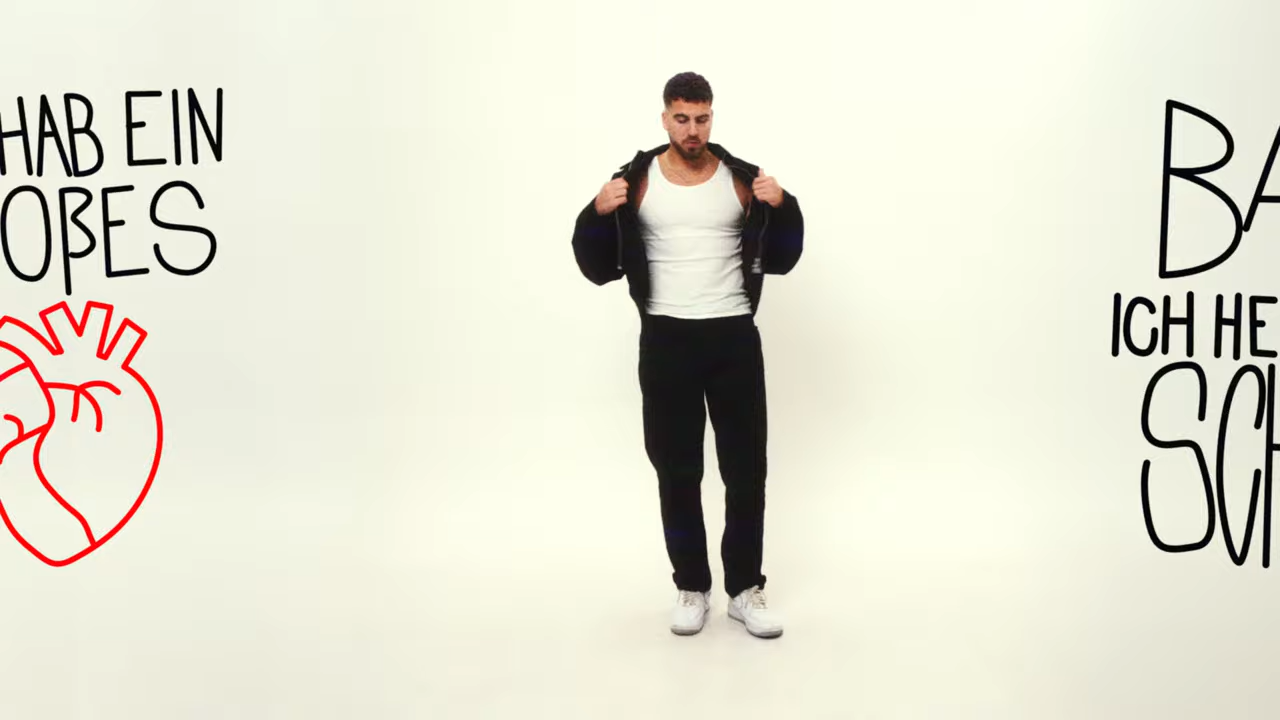 HAB EIN
OßES
BA
ICH HE
SCH